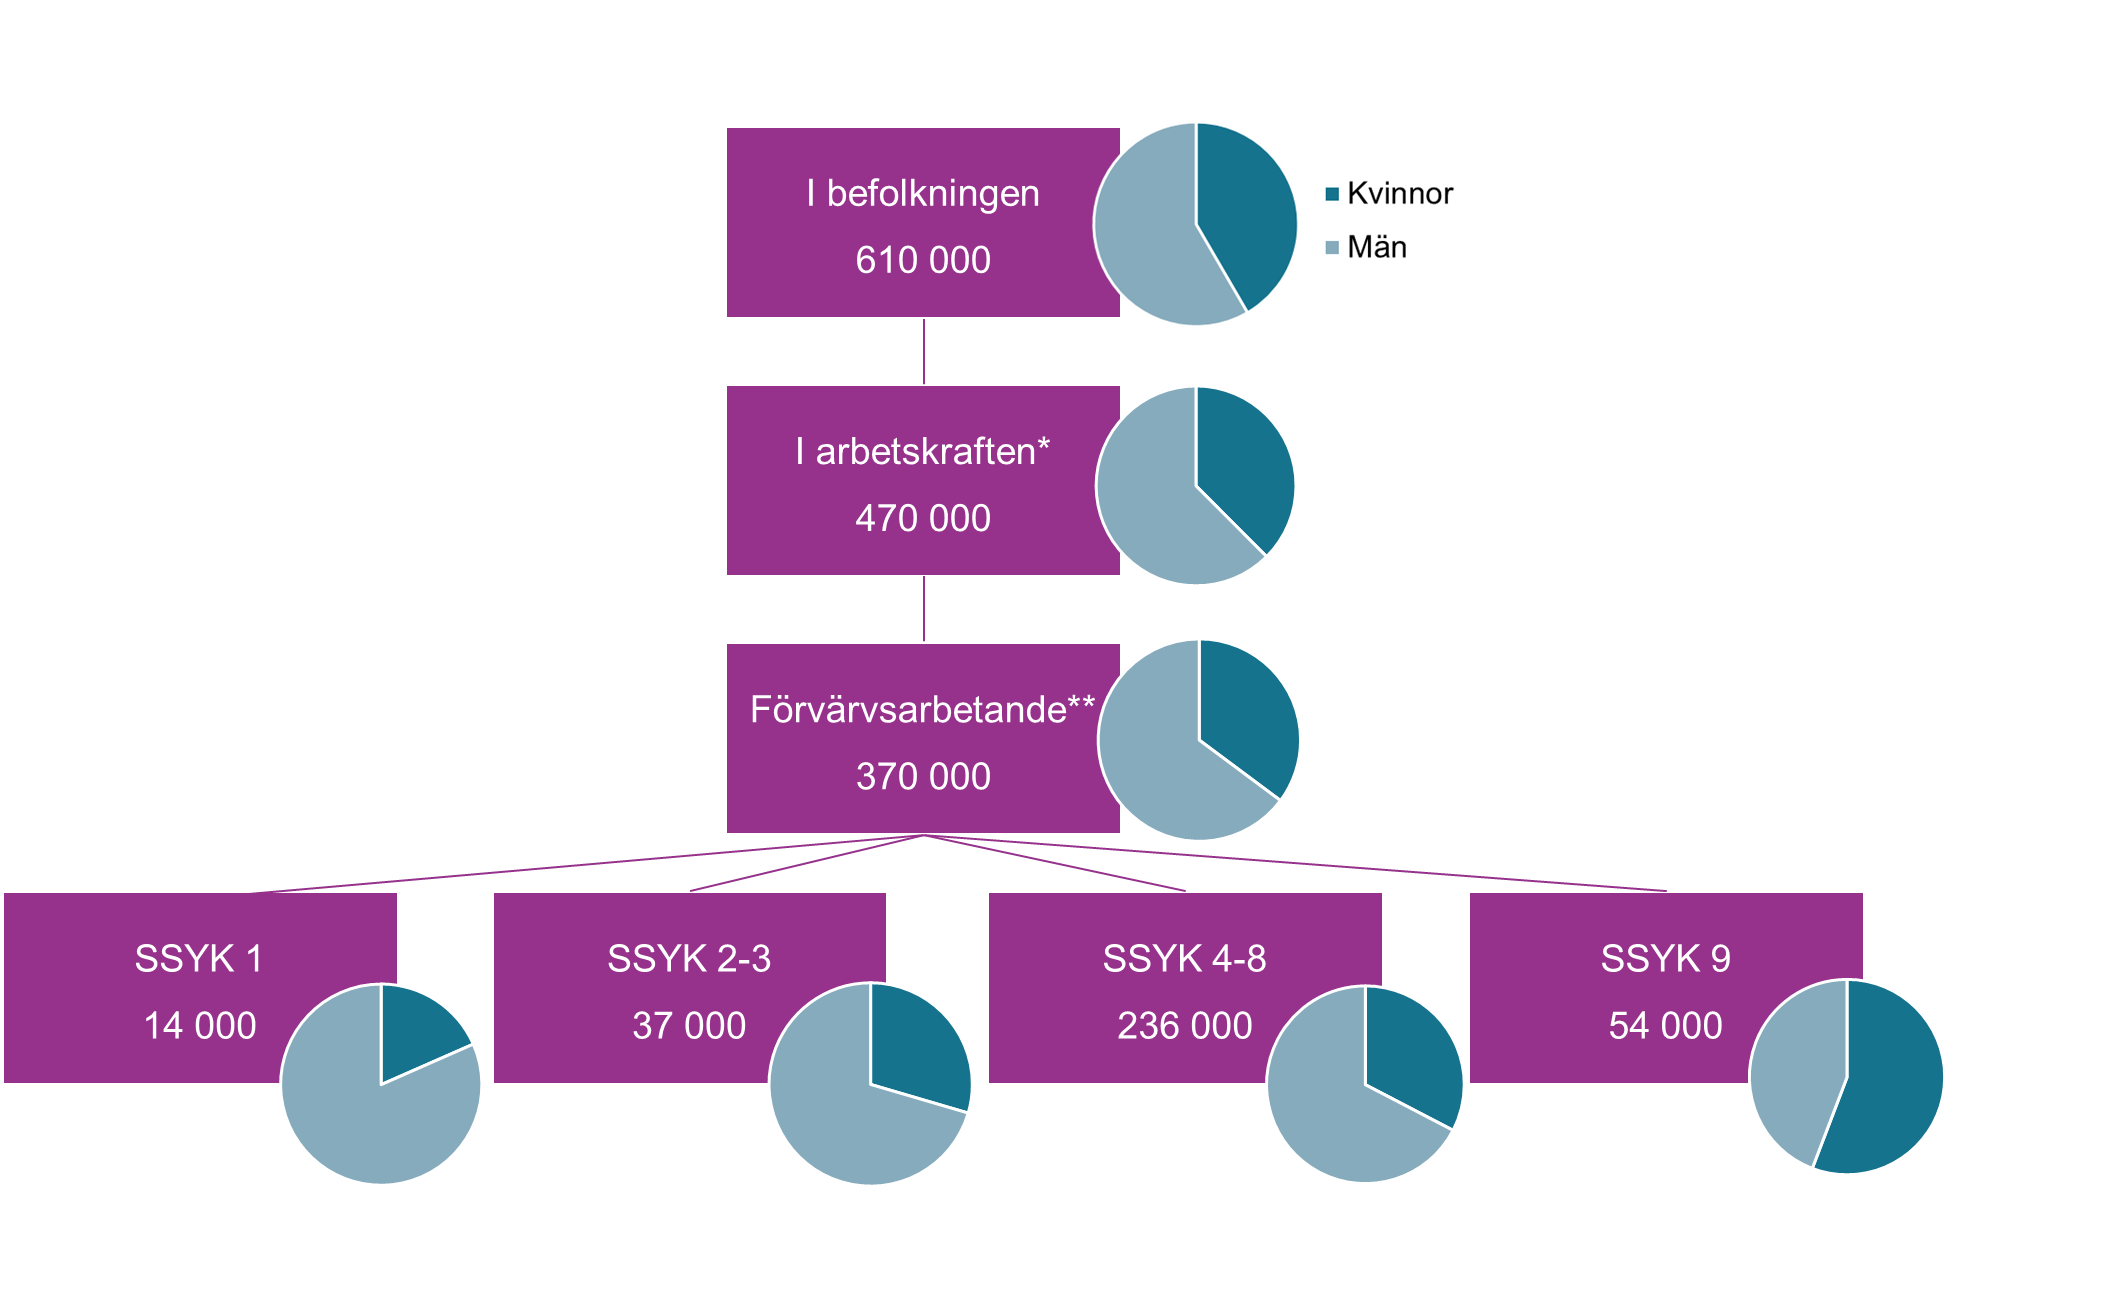 I befolkningen
610 000
Kvinnor
Män
I arbetskraften*
470 000
Förvärvsarbetande**
370 000
SSYK 1
14 000
SSYK 2-3
37 000
SSYK 4-8
236 000
SSYK 9
54 000